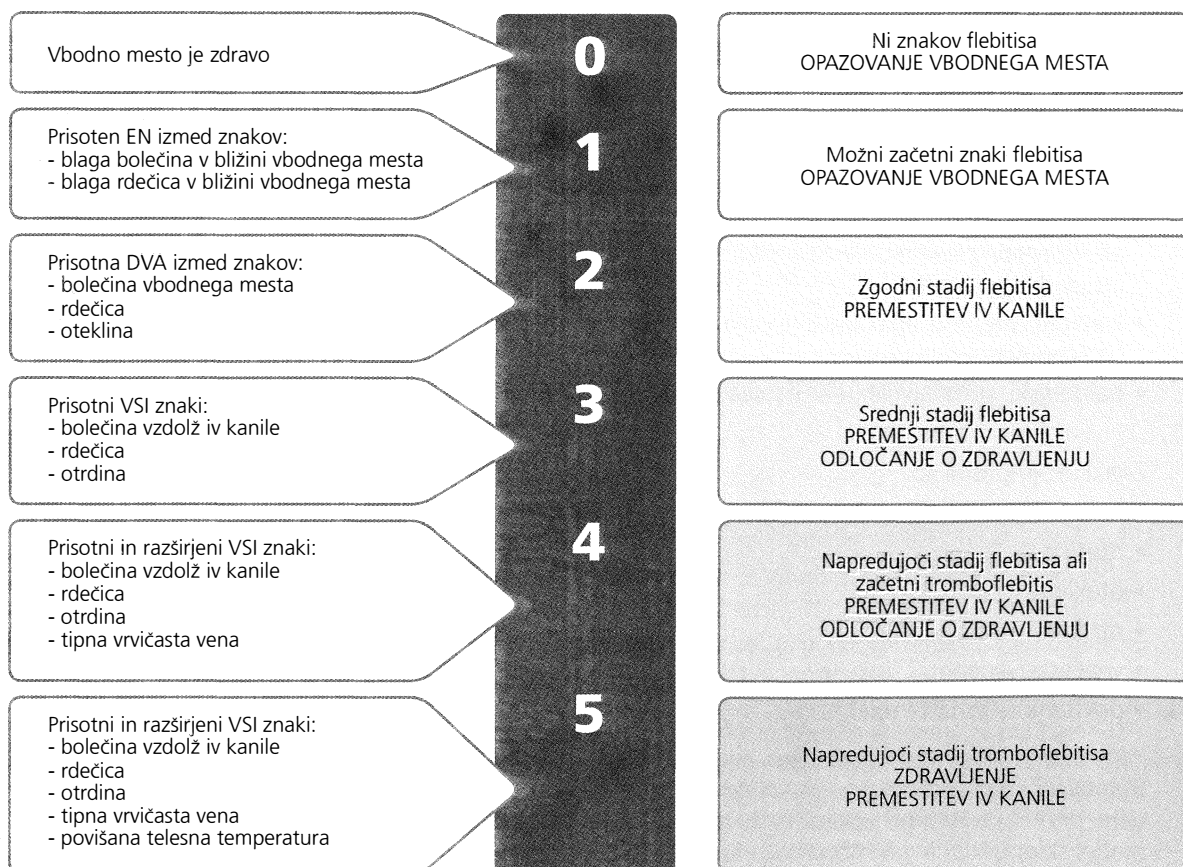 Vbodno mesto je zdravo
0
Ni znakov flebitisa
OPAZOVANJE VBODNEGA MESTA
Prisoten EN izmed znakov:
- blaga bolečina v bližini vbodnega mesta
- blaga rdečica v bližini vbodnega mesta
1
Možni začetni znaki flebitisa
OPAZOVANJE VBODNEGA MESTA
Prisotna DVA izmed znakov:
- bolečina vbodnega mesta
- rdečica
- oteklina
2
Zgodni stadij flebitisa
PREMESTITEV IV KANILE
Prisotni VSI znaki:
- bolečina vzdolž iv kanile
- rdečica
- otrdina
3
Srednji stadij flebitisa
PREMESTITEV IV KANILE
ODLOČANJE O ZDRAVLJENJU
Prisotni in razširjeni VSI znaki:
- bolečina vzdolž iv kanile
- rdečica
- otrdina
- tipna vrvičasta vena
4
Napredujoči stadij flebitisa ali
začetni tromboflebitis
PREMESTITEV IV KANILE
ODLOČANJE O ZDRAVLJENJU
Prisotni in razširjeni VSI znaki:
- bolečina vzdolž iv kanile
- rdečica
- otrdina
- tipna vrvičasta vena
- povišana telesna temperatura
5
Napredujoči stadij tromboflebitisa
ZDRAVLJENJE
PREMESTITEV IV KANILE